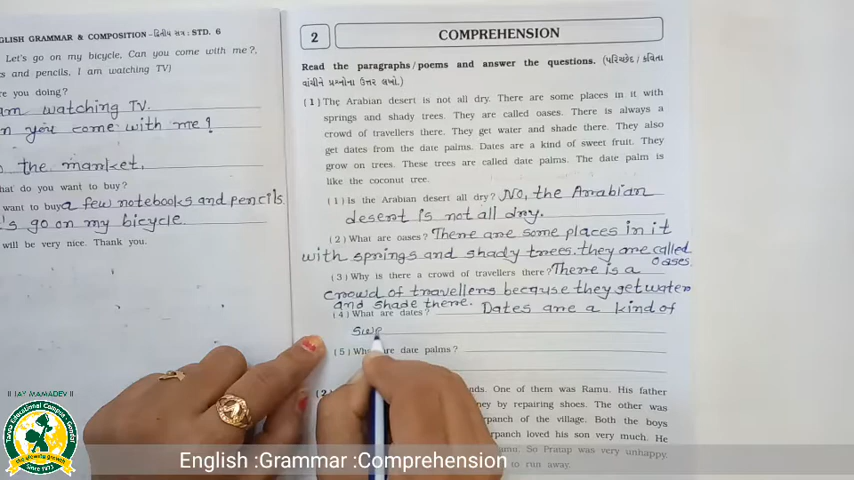 GLISH GRAMMAR & COMPOSITION - દ્વિતીય સત્ર : STD. 6
Let's go on my bicycle. Can you come with me?,
s and pencils, I am watching TV)
re you doing?
am watching TV.
n you come with me?
o the market.
hat do you want to buy?
want to buy a few notebooks and pencils.
's go on my bicycle.
will be very nice. Thank you.
2
COMPREHENSION
Read the paragraphs/poems and answer the questions. (પરિચ્છેદ / કવિતા
વાંચીને પ્રશ્નોના ઉત્તર લખો.)
(1) The Arabian desert is not all dry. There are some places in it with
springs and shady trees. They are called oases. There is always a
crowd of travellers there. They get water and shade there. They also
get dates from the date palms. Dates are a kind of sweet fruit. They
grow on trees. These trees are called date palms. The date palm is
like the coconut tree.
(1) Is the Arabian desert all dry? No, the Arabian
desert is not all dry.
(2) What are oases? There are some places in it
with springs and shady trees. they are called
oases.
(3) Why is there a crowd of travellers there? There is a
crowd of travellers because they get water
and shade there.
(4) What are dates? Dates are a kind of
swe
(5) What are date palms?
(2
nds. One of them was Ramu. His father
ney by repairing shoes. The other was
rpanch of the village. Both the boys
rpanch loved his son very much. He
mu. So Pratap was very unhappy.
to run away.
|| JAY MAMADEV ||
the glowing growth
Since 1973
English :Grammar :Comprehension